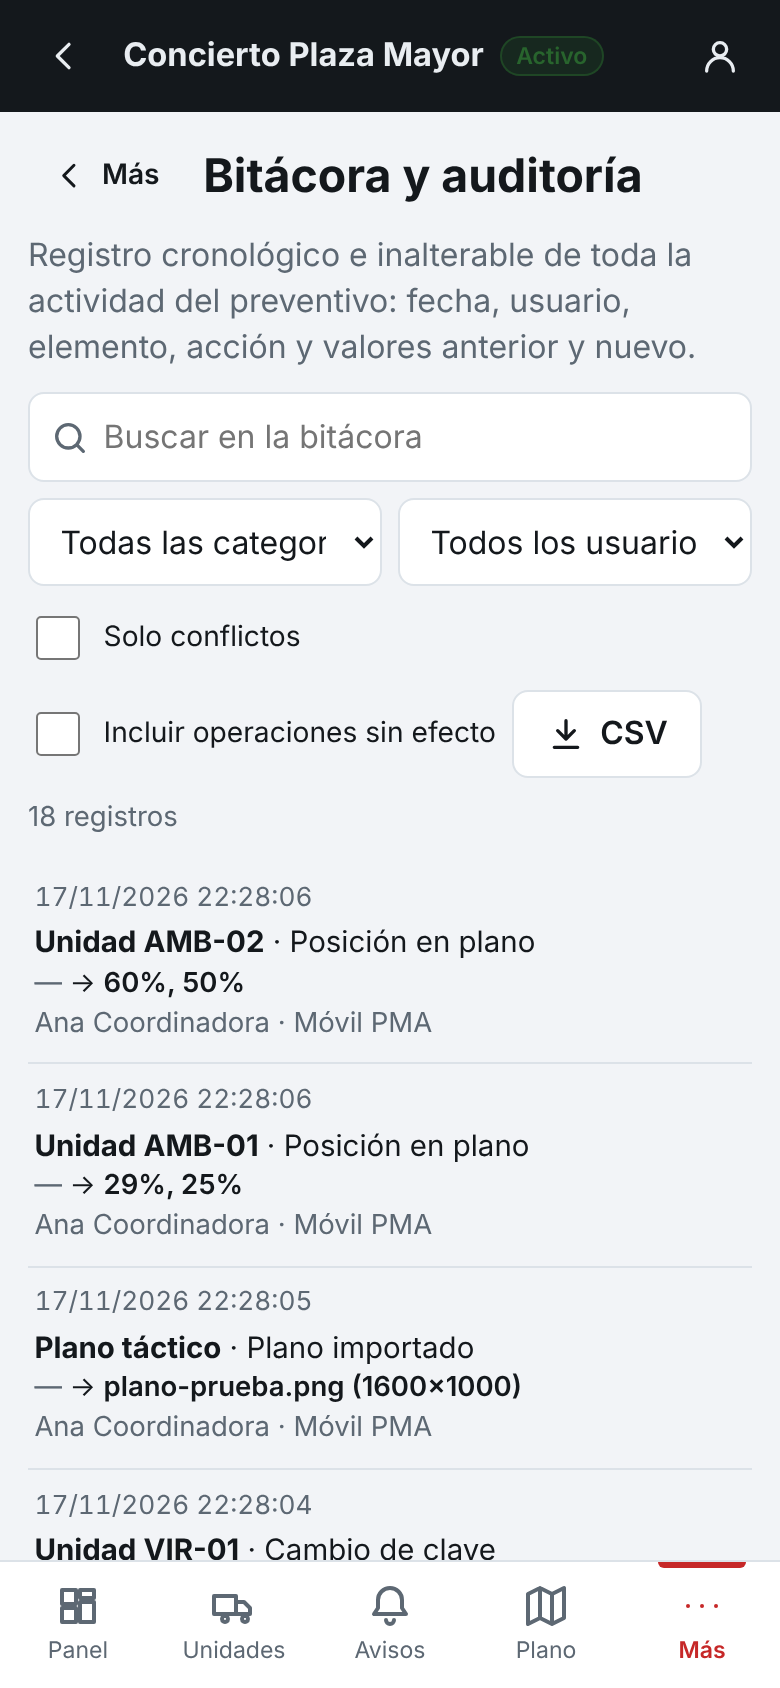 Concierto Plaza Mayor Activo
Más Bitácora y auditoría
Registro cronológico e inalterable de toda la
actividad del preventivo: fecha, usuario,
elemento, acción y valores anterior y nuevo.
Buscar en la bitácora
Todas las categor Todos los usuario
Solo conflictos
Incluir operaciones sin efecto CSV
18 registros
17/11/2026 22:28:06
Unidad AMB-02 · Posición en plano
— → 60%, 50%
Ana Coordinadora · Móvil PMA
17/11/2026 22:28:06
Unidad AMB-01 · Posición en plano
— → 29%, 25%
Ana Coordinadora · Móvil PMA
17/11/2026 22:28:05
Plano táctico · Plano importado
— → plano-prueba.png (1600×1000)
Ana Coordinadora · Móvil PMA
17/11/2026 22:28:04
Unidad VIR-01 · Cambio de clave
Panel Unidades Avisos Plano Más